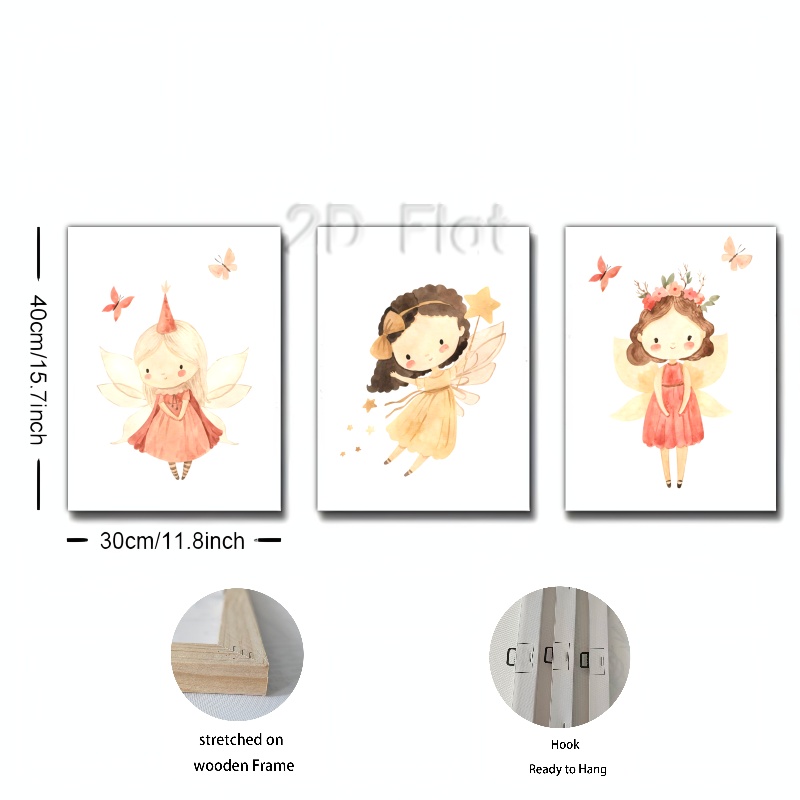 2D Flat
40cm/15.7inch
30cm/11.8inch
stretched on
wooden Frame
Hook
Ready to Hang